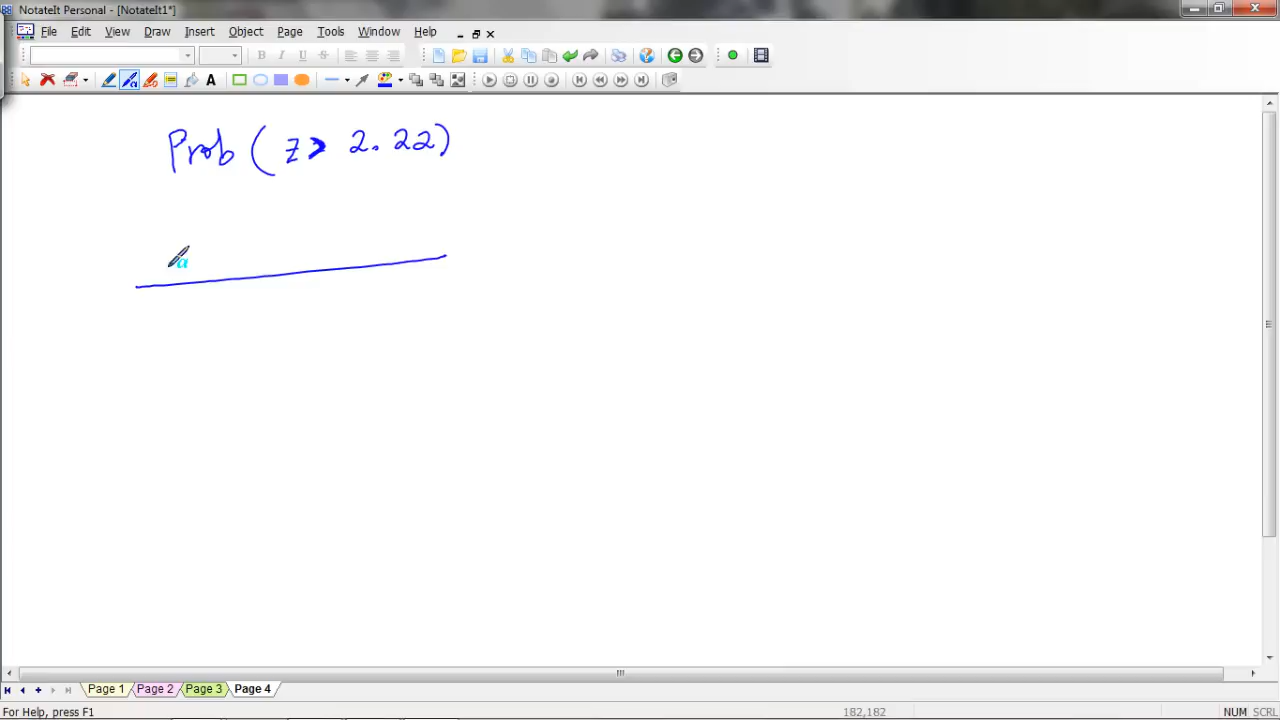 NotateIt Personal - [NotateIt1*]
File Edit View Draw Insert Object Page Tools Window Help
B I U S A
Prob ( z > 2.22)
a
Page 1 Page 2 Page 3 Page 4
For Help, press F1 182,182 NUM SCRL